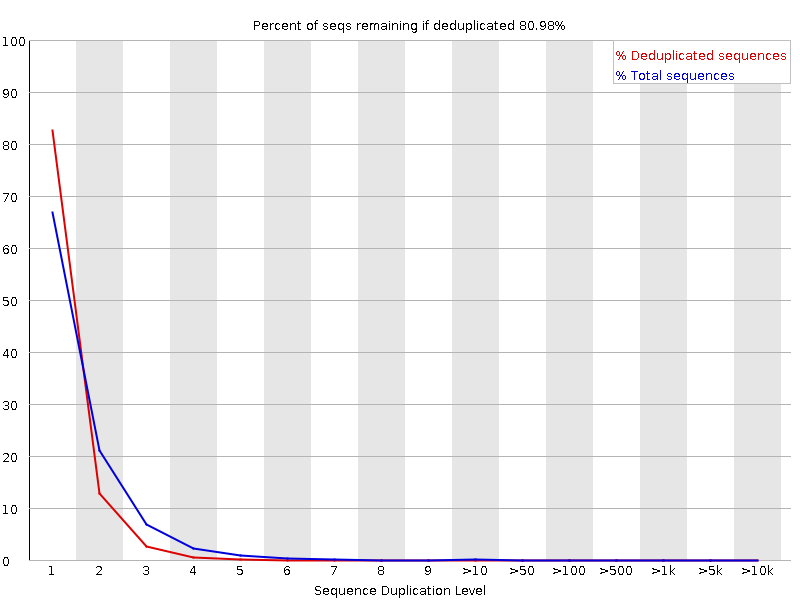 Percent of seqs remaining if deduplicated 80.98%
% Deduplicated sequences
% Total sequences
100
90
80
70
60
50
40
30
20
10
0
1 2 3 4 5 6 7 8 9 >10 >50 >100 >500 >1k >5k >10k
Sequence Duplication Level